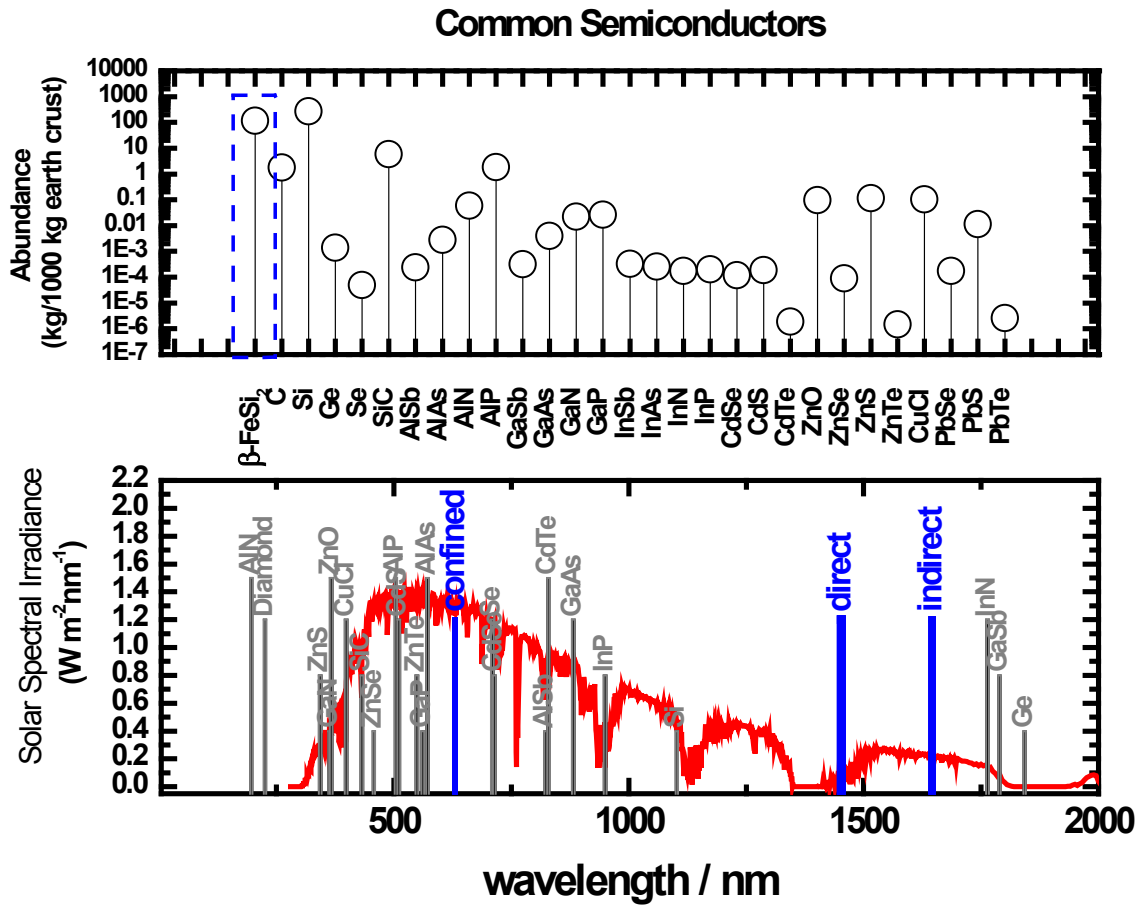 Common Semiconductors
Abundance
(kg/1000 kg earth crust)
10000
1000
100
10
1
0.1
0.01
1E-3
1E-4
1E-5
1E-6
1E-7
β-FeSi2
C
Si
Ge
Se
SiC
AlSb
AlAs
AlN
AlP
GaSb
GaAs
GaN
GaP
InSb
InAs
InN
InP
CdSe
CdS
CdTe
ZnO
ZnSe
ZnS
ZnTe
CuCl
PbSe
PbS
PbTe
Solar Spectral Irradiance
(W m-2nm-1)
2.2
2.0
1.8
1.6
1.4
1.2
1.0
0.8
0.6
0.4
0.2
0.0
AlN
Diamond
ZnS
GaN
ZnO
CuCl
SiC
ZnSe
AlP
CdS
ZnTe
GaP
AlAs
confined
CdSe
Se
AlSb
CdTe
GaAs
InP
Si
direct
indirect
InN
GaSb
Ge
500
1000
1500
2000
wavelength / nm